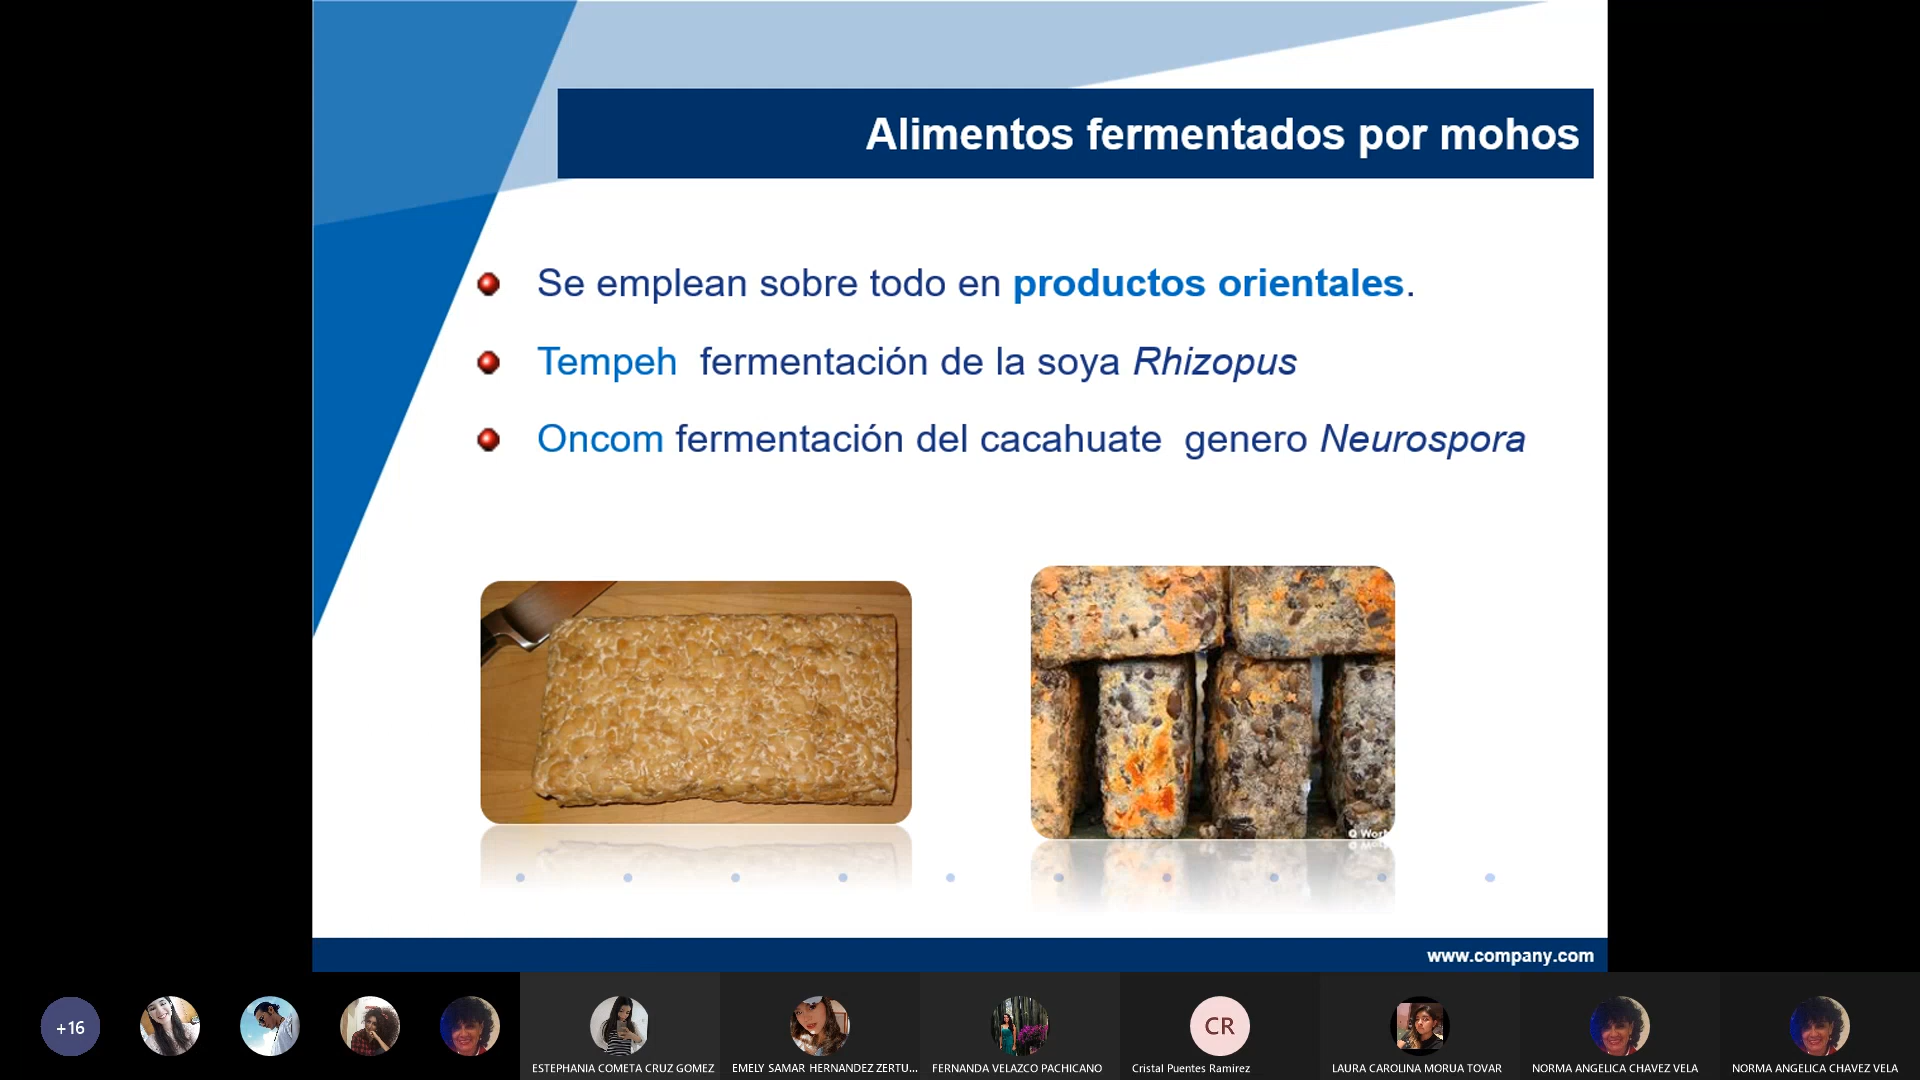 Alimentos fermentados por mohos
Se emplean sobre todo en productos orientales.
Tempeh fermentación de la soya Rhizopus
Oncom fermentación del cacahuate genero Neurospora
www.company.com
+16
ESTEPHANIA COMETA CRUZ GOMEZ
EMELY SAMAR HERNANDEZ ZERTU...
FERNANDA VELAZCO PACHICANO
CR
Cristal Puentes Ramirez
LAURA CAROLINA MORUA TOVAR
NORMA ANGELICA CHAVEZ VELA
NORMA ANGELICA CHAVEZ VELA